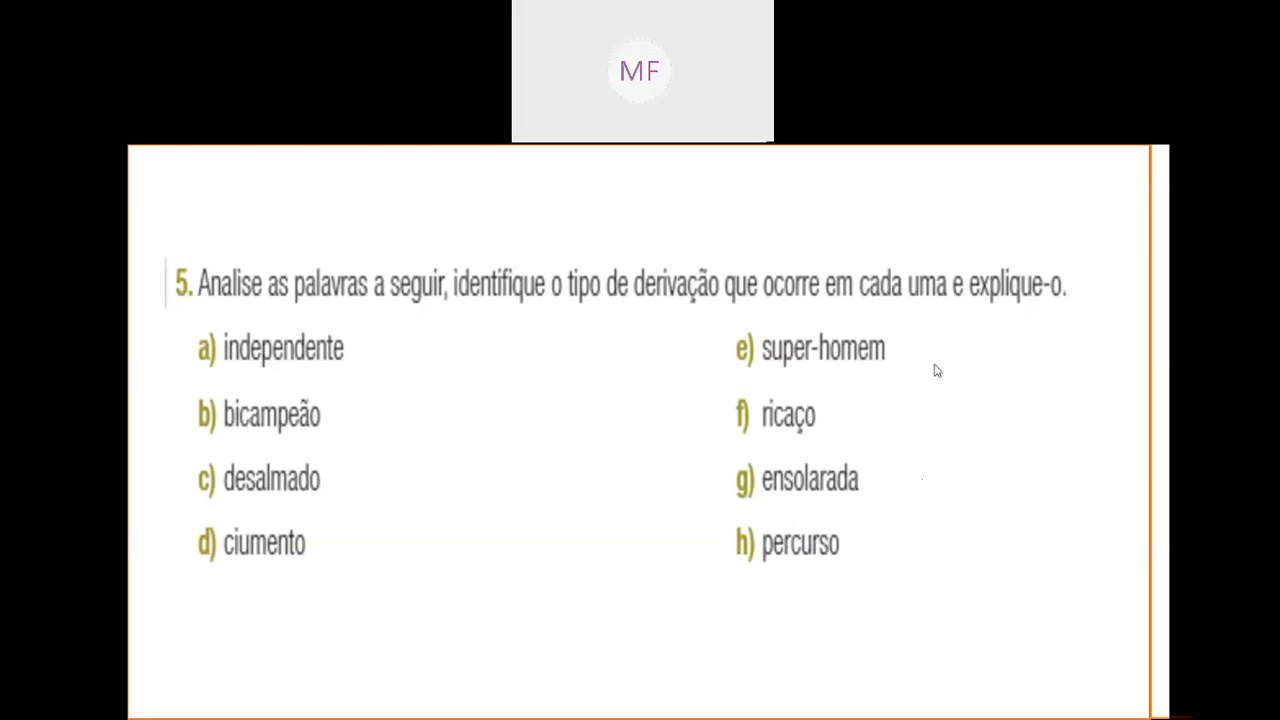 MF
5. Analise as palavras a seguir, identifique o tipo de derivação que ocorre em cada uma e explique-o.
a) independente
b) bicampeão
c) desalmado
d) ciumento
e) super-homem
f) ricaço
g) ensolarada
h) percurso